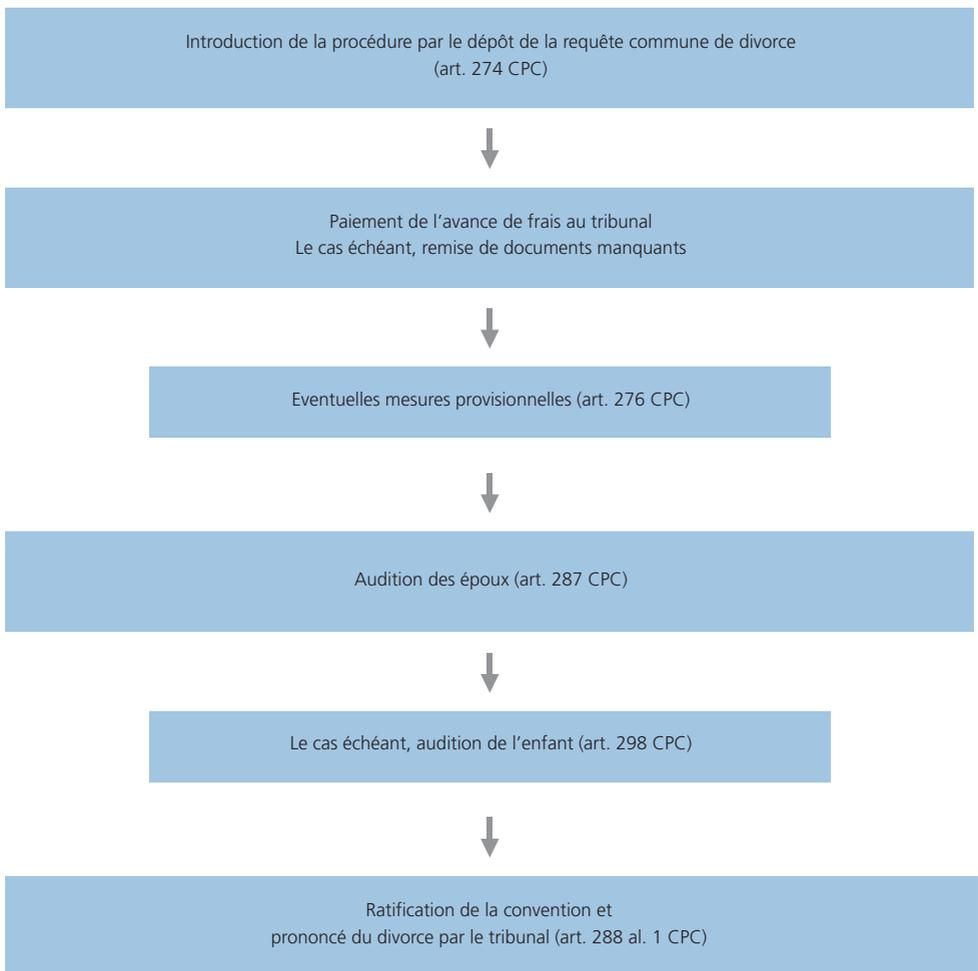 Introduction de la procédure par le dépôt de la requête commune de divorce
(art. 274 CPC)
Paiement de l’avance de frais au tribunal
Le cas échéant, remise de documents manquants
Eventuelles mesures provisionnelles (art. 276 CPC)
Audition des époux (art. 287 CPC)
Le cas échéant, audition de l’enfant (art. 298 CPC)
Ratification de la convention et
prononcé du divorce par le tribunal (art. 288 al. 1 CPC)